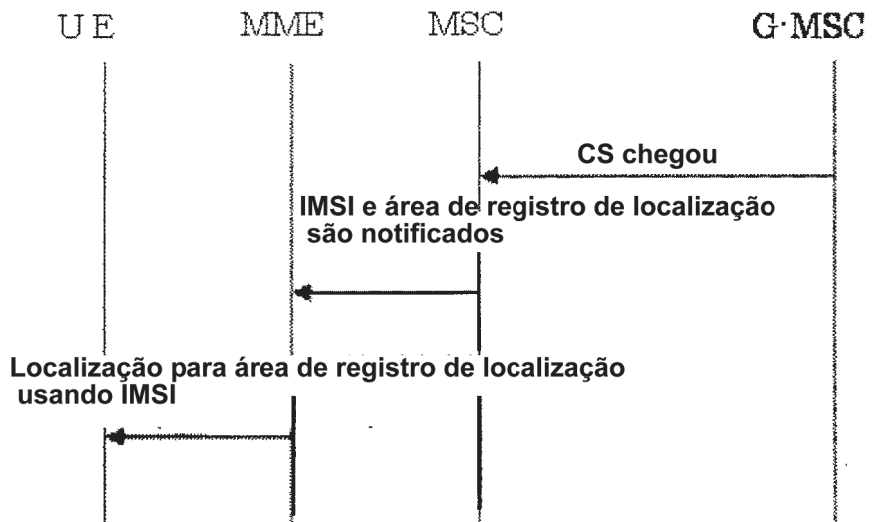 U E MME MSC G·MSC
CS chegou
IMSI e área de registro de localização
são notificados
Localização para área de registro de localização
usando IMSI